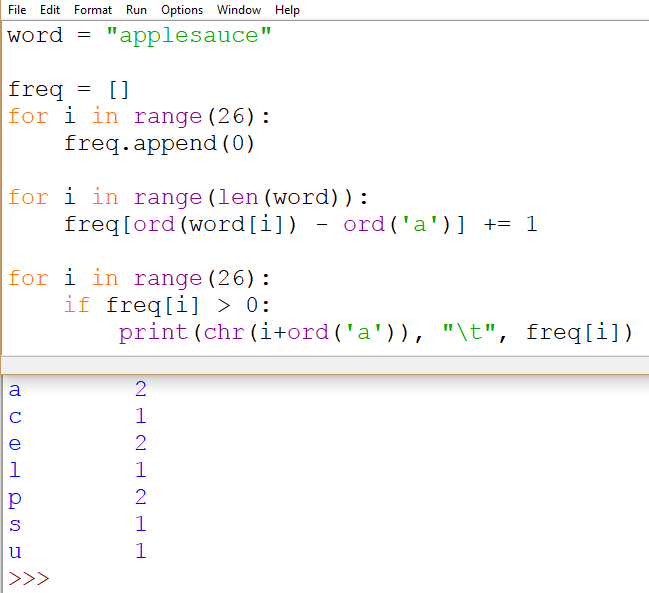 File Edit Format Run Options Window Help
word = "applesauce"
freq = []
for i in range(26):
    freq.append(0)
for i in range(len(word)):
    freq[ord(word[i]) - ord('a')] += 1
for i in range(26):
    if freq[i] > 0:
        print(chr(i+ord('a')), "\t", freq[i])
a 2
c 1
e 2
l 1
p 2
s 1
u 1
>>>